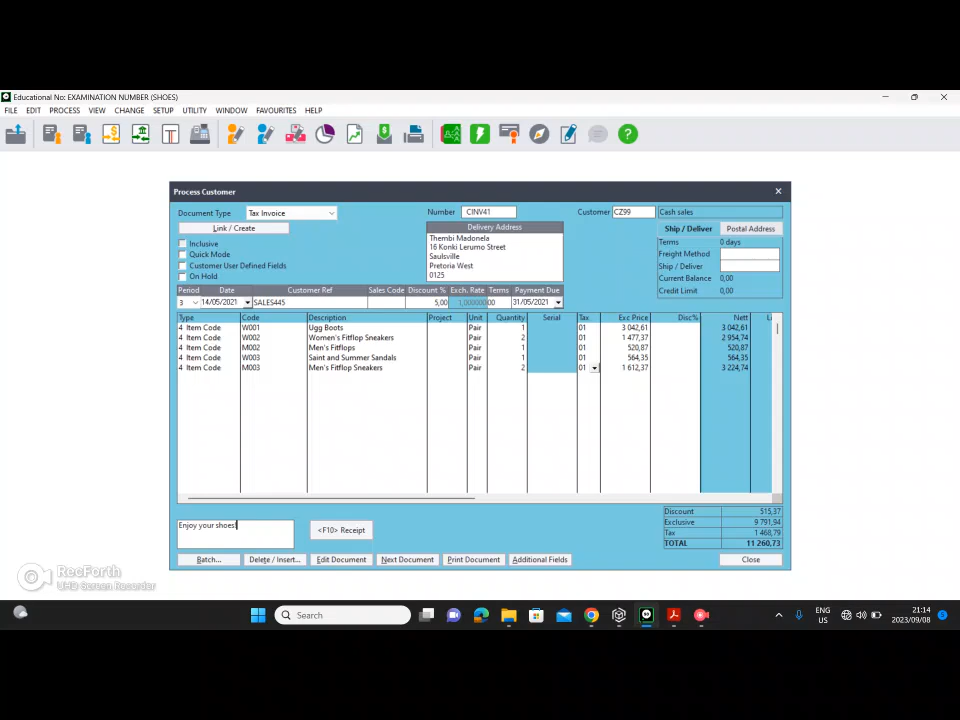 Educational No: EXAMINATION NUMBER (SHOES)
FILE EDIT PROCESS VIEW CHANGE SETUP UTILITY WINDOW FAVOURITES HELP
Process Customer
Document Type Tax Invoice Number CINV41 Customer CZ99 Cash sales
Link / Create Delivery Address Ship / Deliver Postal Address
Inclusive
Quick Mode
Customer User Defined Fields
On Hold
Thembi Madonela
16 Konki Lerumo Street
Saulsville
Pretoria West
0125
Terms 0 days
Freight Method
Ship / Deliver
Current Balance 0,00
Credit Limit 0,00
Period Date Customer Ref Sales Code Discount % Exch. Rate Terms Payment Due
3 14/05/2021 SALES445 5,00 1,000000 00 31/05/2021
Type Code Description Project Unit Quantity Serial Tax Exc Price Disc% Nett
4 Item Code W001 Ugg Boots Pair 1 01 3 042,61 3 042,61
4 Item Code W002 Women's Fitflop Sneakers Pair 2 01 1 477,37 2 954,74
4 Item Code M002 Men's Fitflops Pair 1 01 520,87 520,87
4 Item Code W003 Saint and Summer Sandals Pair 1 01 564,35 564,35
4 Item Code M003 Men's Fitflop Sneakers Pair 2 01 1 612,37 3 224,74
Enjoy your shoes!
<F10> Receipt
Discount 515,37
Exclusive 9 791,94
Tax 1 468,79
TOTAL 11 260,73
Batch... Delete / Insert... Edit Document Next Document Print Document Additional Fields Close
RecForth
UHD Screen Recorder
Search
ENG
US
21:14
2023/09/08